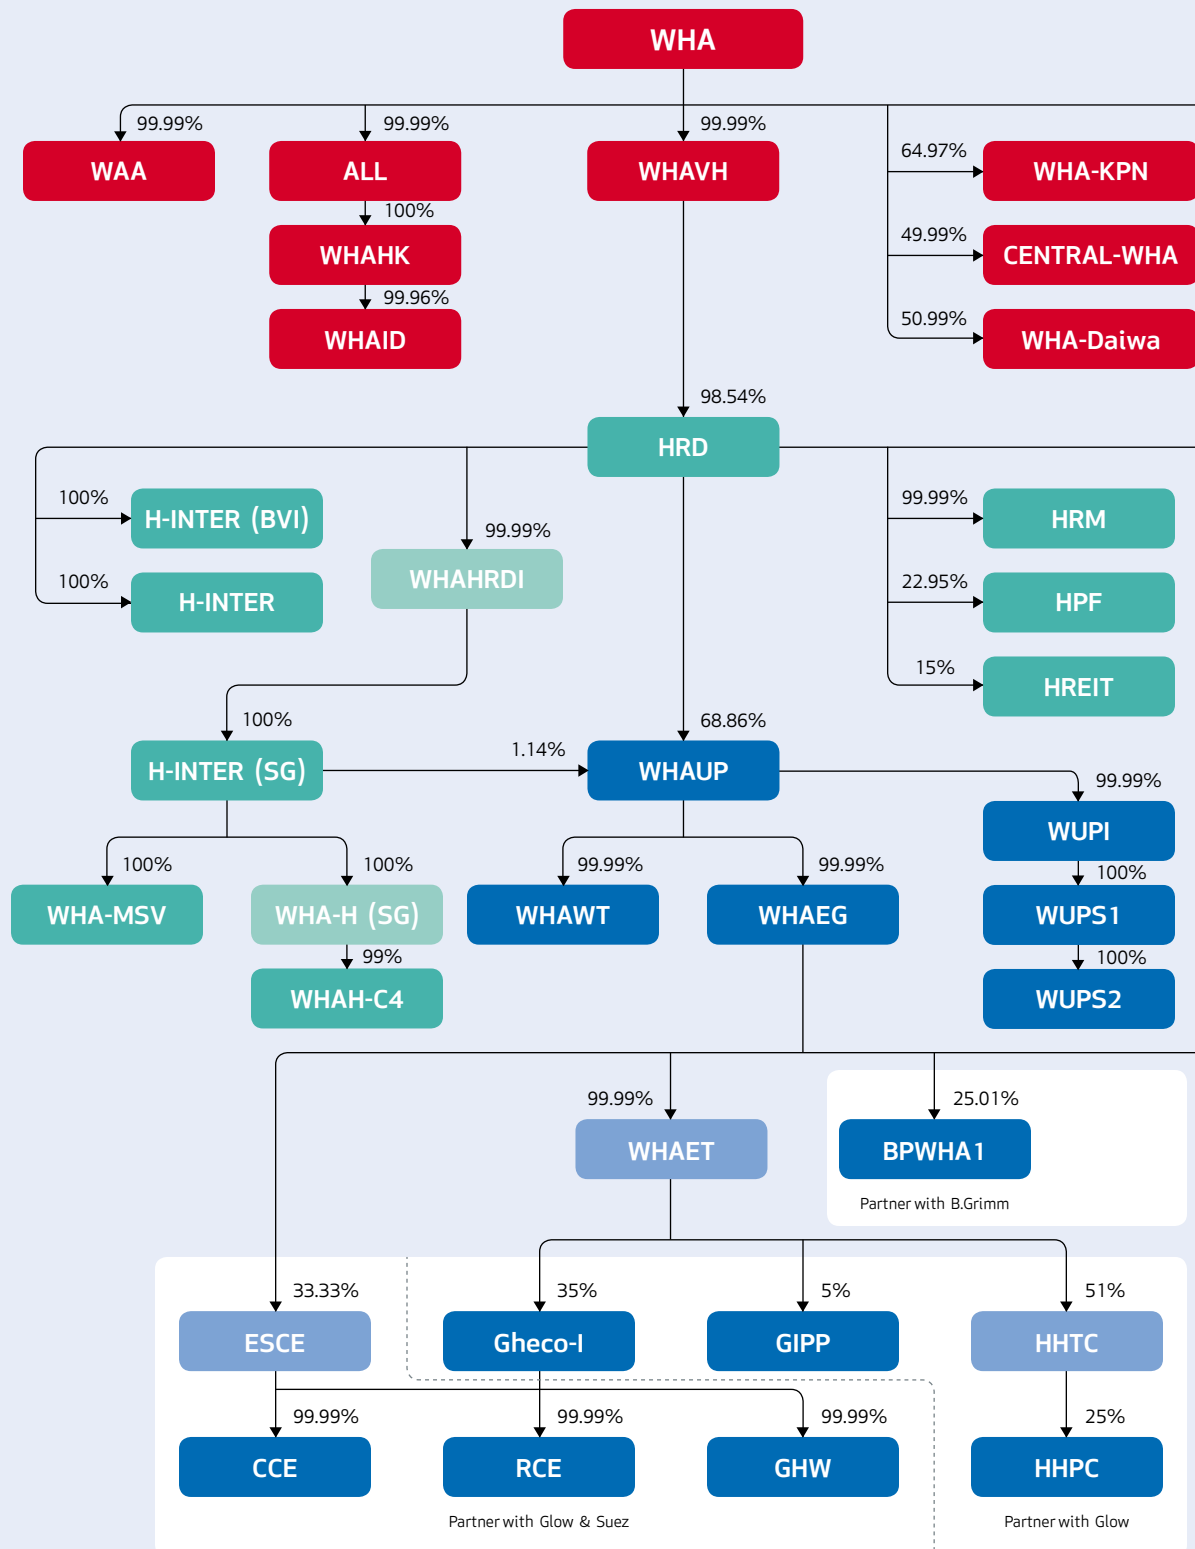 WHA
99.99%
99.99%
99.99%
64.97%
WAA
ALL
WHAVH
WHA-KPN
100%
49.99%
WHAHK
CENTRAL-WHA
99.96%
50.99%
WHAID
WHA-Daiwa
98.54%
HRD
100%
99.99%
H-INTER (BVI)
99.99%
HRM
100%
WHAHRDI
22.95%
H-INTER
HPF
15%
HREIT
100%
1.14%
68.86%
H-INTER (SG)
WHAUP
99.99%
WUPI
100%
100%
99.99%
99.99%
100%
WHA-MSV
WHA-H (SG)
WHAWT
WHAEG
WUPS1
99%
100%
WHAH-C4
WUPS2
99.99%
25.01%
WHAET
BPWHA1
Partner with B.Grimm
33.33%
35%
5%
51%
ESCE
Gheco-I
GIPP
HHTC
99.99%
99.99%
99.99%
25%
CCE
RCE
GHW
HHPC
Partner with Glow & Suez
Partner with Glow